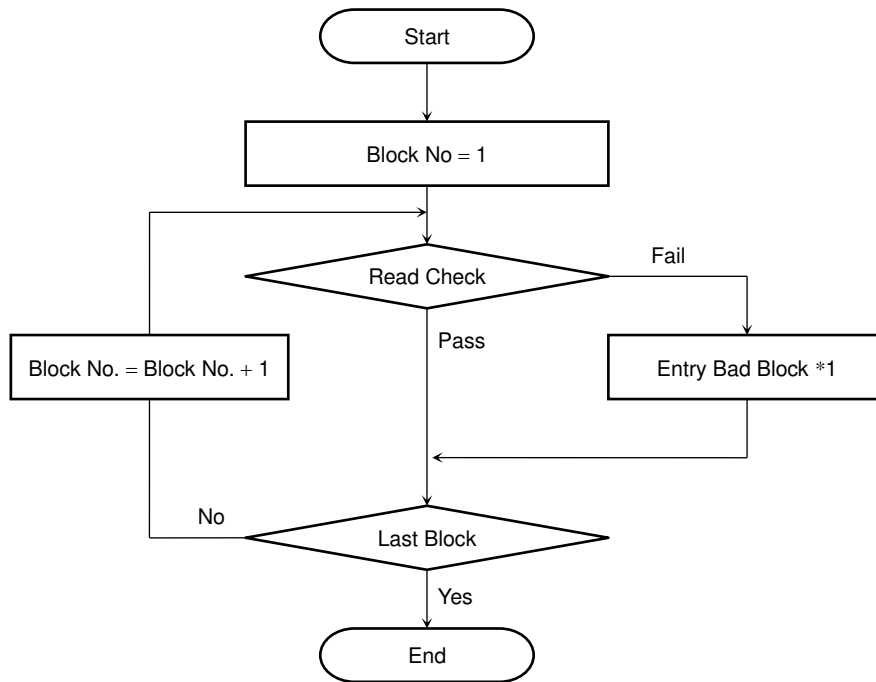 Start
Block No = 1
Read Check
Fail
Pass
Block No. = Block No. + 1
Entry Bad Block *1
No
Last Block
Yes
End